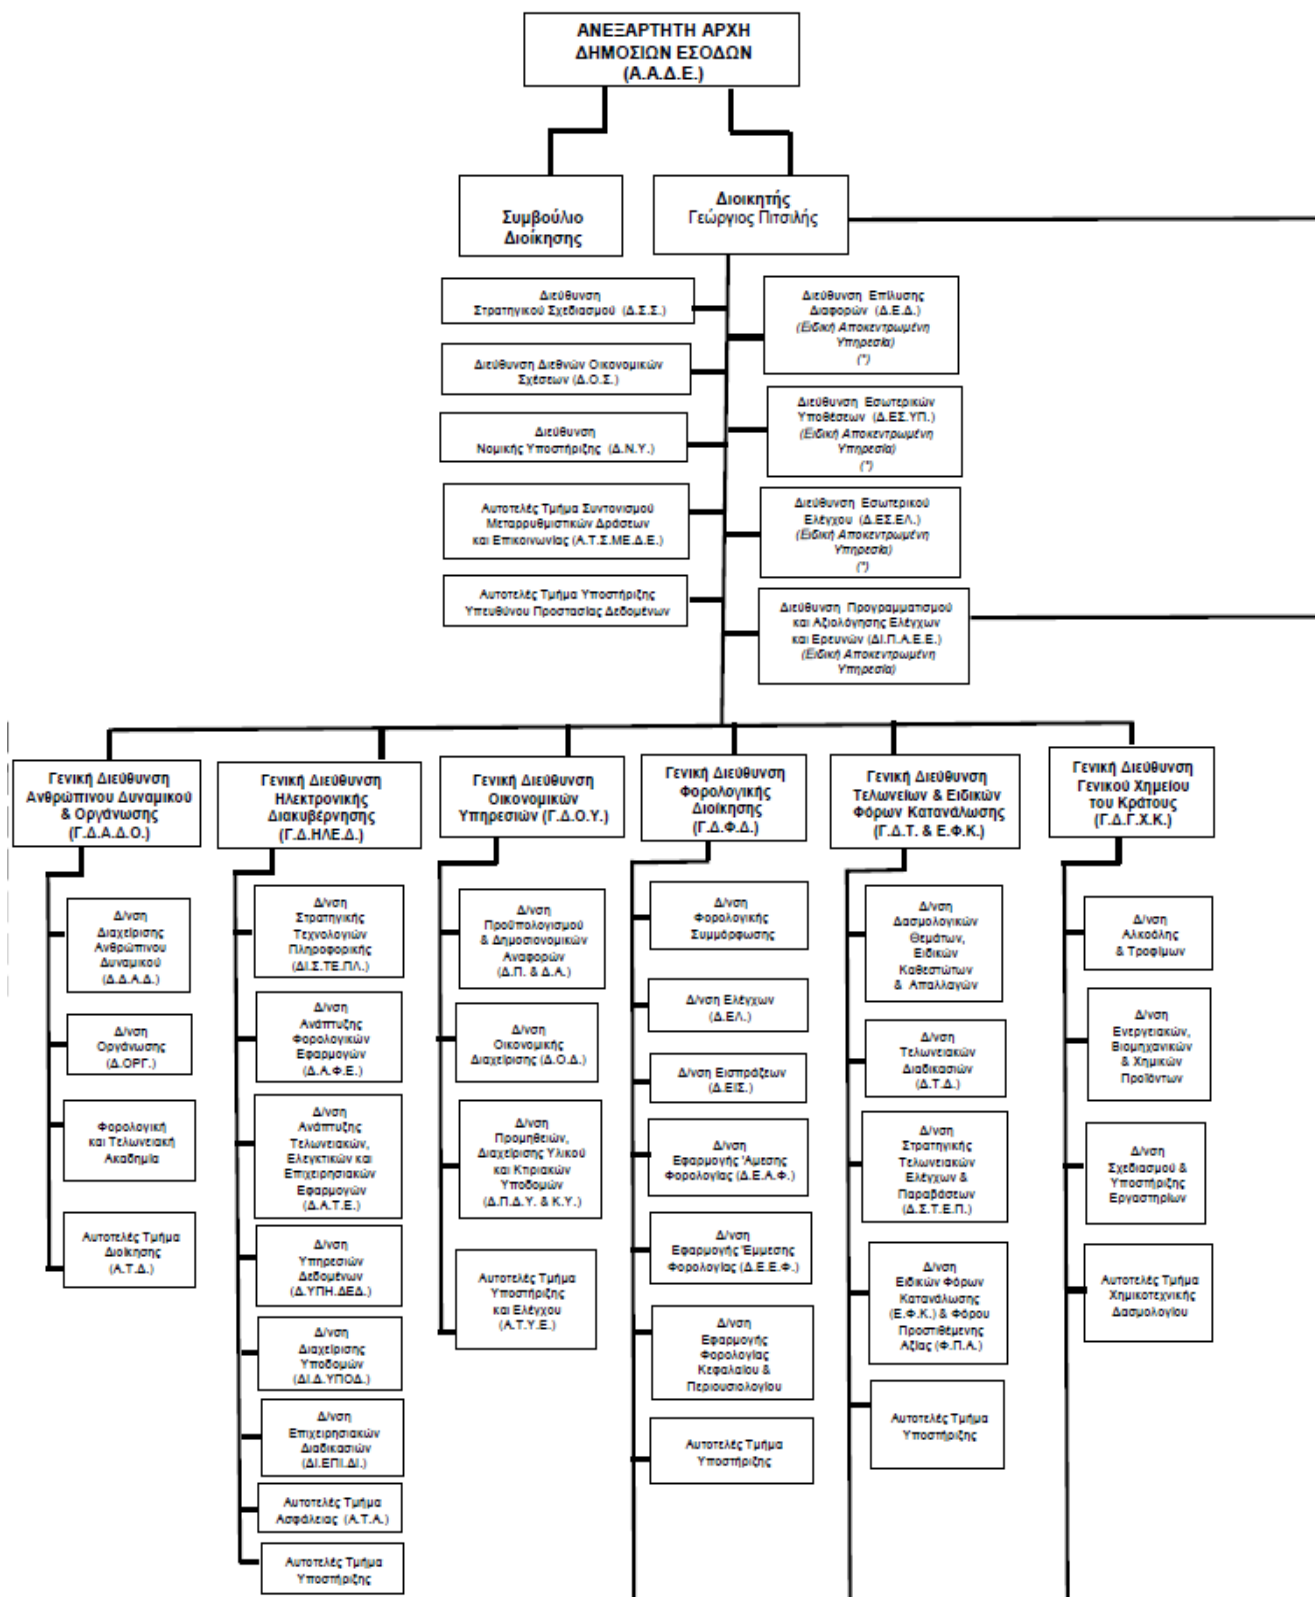 ΑΝΕΞΑΡΤΗΤΗ ΑΡΧΗ
ΔΗΜΟΣΙΩΝ ΕΣΟΔΩΝ
(Α.Α.Δ.Ε.)
Συμβούλιο
Διοίκησης
Διοικητής
Γεώργιος Πιτσιλής
Διεύθυνση
Στρατηγικού Σχεδιασμού (Δ.Σ.Σ.)
Διεύθυνση Διεθνών Οικονομικών
Σχέσεων (Δ.Ο.Σ.)
Διεύθυνση
Νομικής Υποστήριξης (Δ.Ν.Υ.)
Αυτοτελές Τμήμα Συντονισμού
Μεταρρυθμιστικών Δράσεων
και Επικοινωνίας (Α.Τ.Σ.ΜΕ.Δ.Ε.)
Αυτοτελές Τμήμα Υποστήριξης
Υπευθύνου Προστασίας Δεδομένων
Διεύθυνση Επίλυσης
Διαφορών (Δ.Ε.Δ.)
(Ειδική Αποκεντρωμένη
Υπηρεσία)
(*)
Διεύθυνση Εσωτερικών
Υποθέσεων (Δ.ΕΣ.ΥΠ.)
(Ειδική Αποκεντρωμένη
Υπηρεσία)
(*)
Διεύθυνση Εσωτερικού
Ελέγχου (Δ.ΕΣ.ΕΛ.)
(Ειδική Αποκεντρωμένη
Υπηρεσία)
(*)
Διεύθυνση Προγραμματισμού
και Αξιολόγησης Ελέγχων
και Ερευνών (ΔΙ.Π.Α.Ε.Ε.)
(Ειδική Αποκεντρωμένη
Υπηρεσία)
Γενική Διεύθυνση
Ανθρώπινου Δυναμικού
& Οργάνωσης
(Γ.Δ.Α.Δ.Ο.)
Δ/νση
Διαχείρισης
Ανθρώπινου
Δυναμικού
(Δ.Δ.Α.Δ.)
Δ/νση
Οργάνωσης
(Δ.ΟΡΓ.)
Φορολογική
και Τελωνειακή
Ακαδημία
Αυτοτελές Τμήμα
Διοίκησης
(Α.Τ.Δ.)
Γενική Διεύθυνση
Ηλεκτρονικής
Διακυβέρνησης
(Γ.Δ.ΗΛΕ.Δ.)
Δ/νση
Στρατηγικής
Τεχνολογιών
Πληροφορικής
(ΔΙ.Σ.ΤΕ.ΠΛ.)
Δ/νση
Ανάπτυξης
Φορολογικών
Εφαρμογών
(Δ.Α.Φ.Ε.)
Δ/νση
Ανάπτυξης
Τελωνειακών,
Ελεγκτικών και
Επιχειρησιακών
Εφαρμογών
(Δ.Α.Τ.Ε.)
Δ/νση
Υπηρεσιών
Δεδομένων
(Δ.ΥΠΗ.ΔΕΔ.)
Δ/νση
Διαχείρισης
Υποδομών
(ΔΙ.Δ.ΥΠΟΔ.)
Δ/νση
Επιχειρησιακών
Διαδικασιών
(ΔΙ.ΕΠΙ.ΔΙ.)
Αυτοτελές Τμήμα
Ασφάλειας (Α.Τ.Α.)
Αυτοτελές Τμήμα
Υποστήριξης
Γενική Διεύθυνση
Οικονομικών
Υπηρεσιών (Γ.Δ.Ο.Υ.)
Δ/νση
Προϋπολογισμού
& Δημοσιονομικών
Αναφορών
(Δ.Π. & Δ.Α.)
Δ/νση
Οικονομικής
Διαχείρισης (Δ.Ο.Δ.)
Δ/νση
Προμηθειών,
Διαχείρισης Υλικού
και Κτιριακών
Υποδομών
(Δ.Π.Δ.Υ. & Κ.Υ.)
Αυτοτελές Τμήμα
Υποστήριξης
και Ελέγχου
(Α.Τ.Υ.Ε.)
Γενική Διεύθυνση
Φορολογικής
Διοίκησης
(Γ.Δ.Φ.Δ.)
Δ/νση
Φορολογικής
Συμμόρφωσης
Δ/νση Ελέγχων
(Δ.ΕΛ.)
Δ/νση Εισπράξεων
(Δ.ΕΙΣ.)
Δ/νση
Εφαρμογής 'Αμεσης
Φορολογίας (Δ.Ε.Α.Φ.)
Δ/νση
Εφαρμογής 'Εμμεσης
Φορολογίας (Δ.Ε.Ε.Φ.)
Δ/νση
Εφαρμογής
Φορολογίας
Κεφαλαίου &
Περιουσιολογίου
Αυτοτελές Τμήμα
Υποστήριξης
Γενική Διεύθυνση
Τελωνείων & Ειδικών
Φόρων Κατανάλωσης
(Γ.Δ.Τ. & Ε.Φ.Κ.)
Δ/νση
Δασμολογικών
Θεμάτων,
Ειδικών
Καθεστώτων
& Απαλλαγών
Δ/νση
Τελωνειακών
Διαδικασιών
(Δ.Τ.Δ.)
Δ/νση
Στρατηγικής
Τελωνειακών
Ελέγχων &
Παραβάσεων
(Δ.Σ.Τ.Ε.Π.)
Δ/νση
Ειδικών Φόρων
Κατανάλωσης
(Ε.Φ.Κ.) & Φόρου
Προστιθέμενης
Αξίας (Φ.Π.Α.)
Αυτοτελές Τμήμα
Υποστήριξης
Γενική Διεύθυνση
Γενικού Χημείου
του Κράτους
(Γ.Δ.Γ.Χ.Κ.)
Δ/νση
Αλκοόλης
& Τροφίμων
Δ/νση
Ενεργειακών,
Βιομηχανικών
& Χημικών
Προϊόντων
Δ/νση
Σχεδιασμού &
Υποστήριξης
Εργαστηρίων
Αυτοτελές Τμήμα
Χημικοτεχνικής
Δασμολογίου